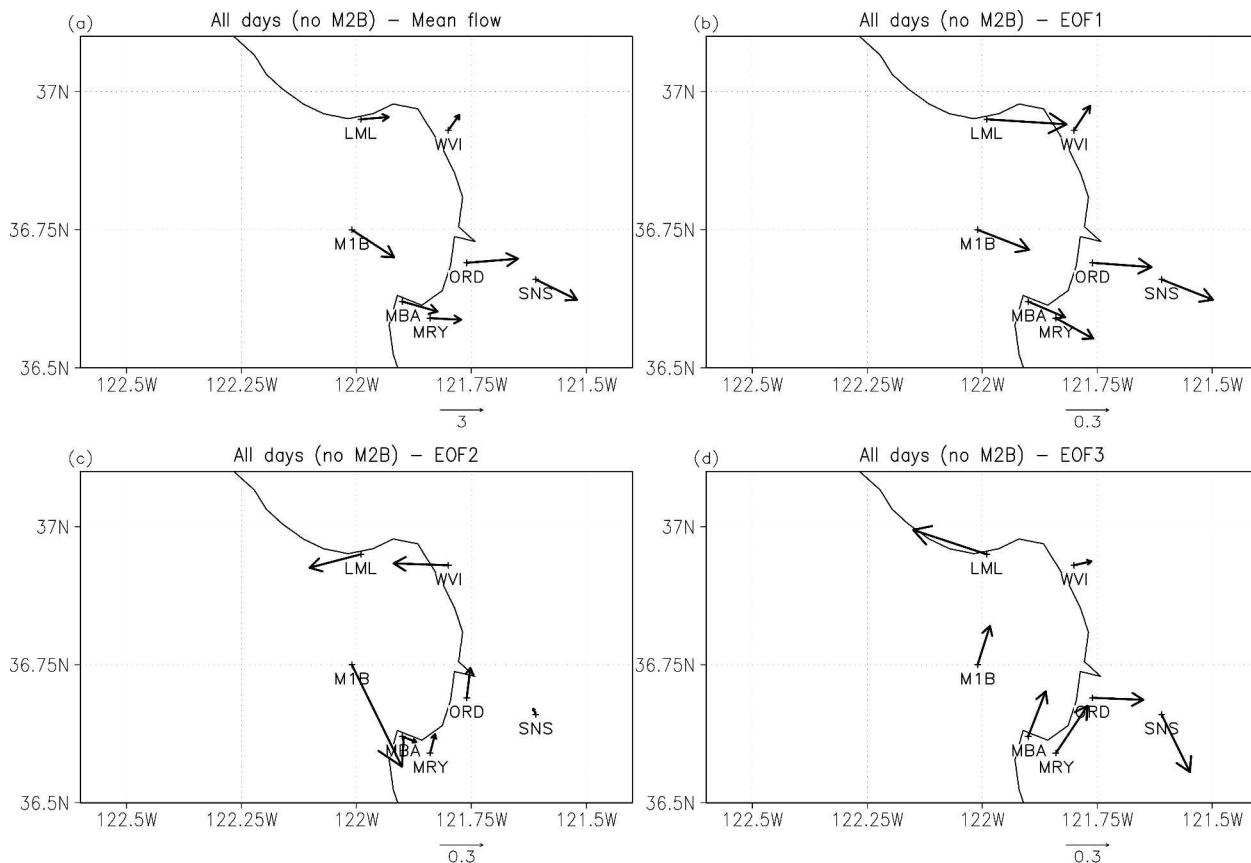 (a) All days (no M2B) – Mean flow
37N
36.75N
36.5N
LML
WVI
M1B
ORD
SNS
MBA
MRY
122.5W 122.25W 122W 121.75W 121.5W
3
(b) All days (no M2B) – EOF1
37N
36.75N
36.5N
LML
WVI
M1B
ORD
SNS
MBA
MRY
122.5W 122.25W 122W 121.75W 121.5W
0.3
(c) All days (no M2B) – EOF2
37N
36.75N
36.5N
LML
WVI
M1B
ORD
SNS
MBA
MRY
122.5W 122.25W 122W 121.75W 121.5W
0.3
(d) All days (no M2B) – EOF3
37N
36.75N
36.5N
LML
WVI
M1B
ORD
SNS
MBA
MRY
122.5W 122.25W 122W 121.75W 121.5W
0.3